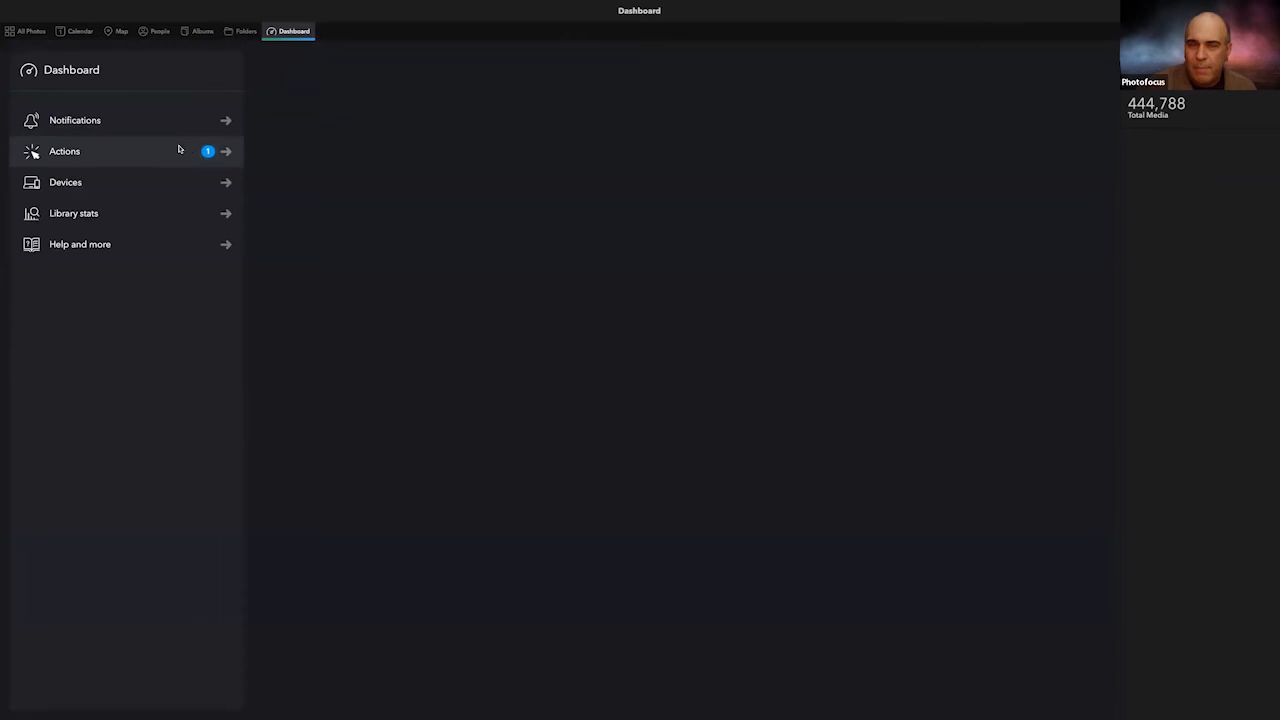 Dashboard
All Photos
Calendar
Map
People
Albums
Folders
Dashboard
Photofocus
444,788
Total Media
Dashboard
Notifications
Actions
1
Devices
Library stats
Help and more